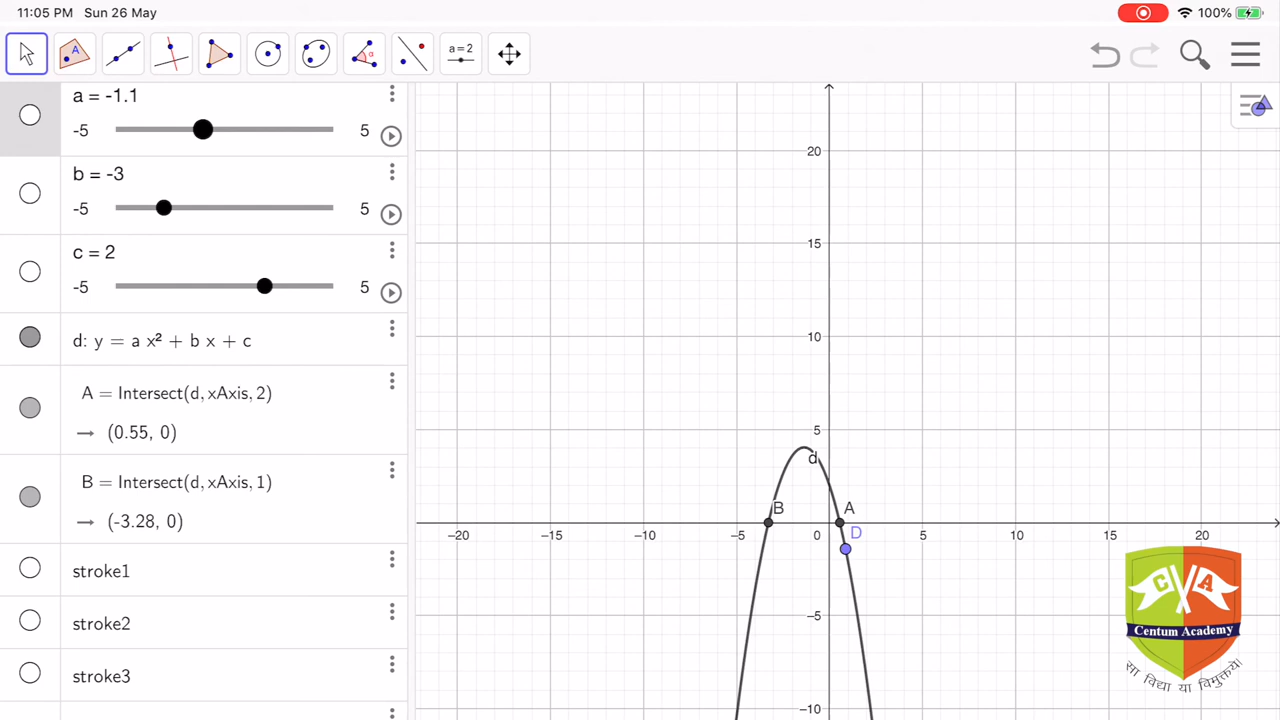 11:05 PM Sun 26 May
100%
A
a = 2
a = -1.1
-5 5
b = -3
-5 5
c = 2
-5 5
d: y = a x² + b x + c
A = Intersect(d, xAxis, 2)
→ (0.55, 0)
B = Intersect(d, xAxis, 1)
→ (-3.28, 0)
stroke1
stroke2
stroke3
20
15
10
5
d
B A
D
-20 -15 -10 -5 0 5 10 15 20
-5
-10
C A
Centum Academy
सा विद्या या विमुक्तये।